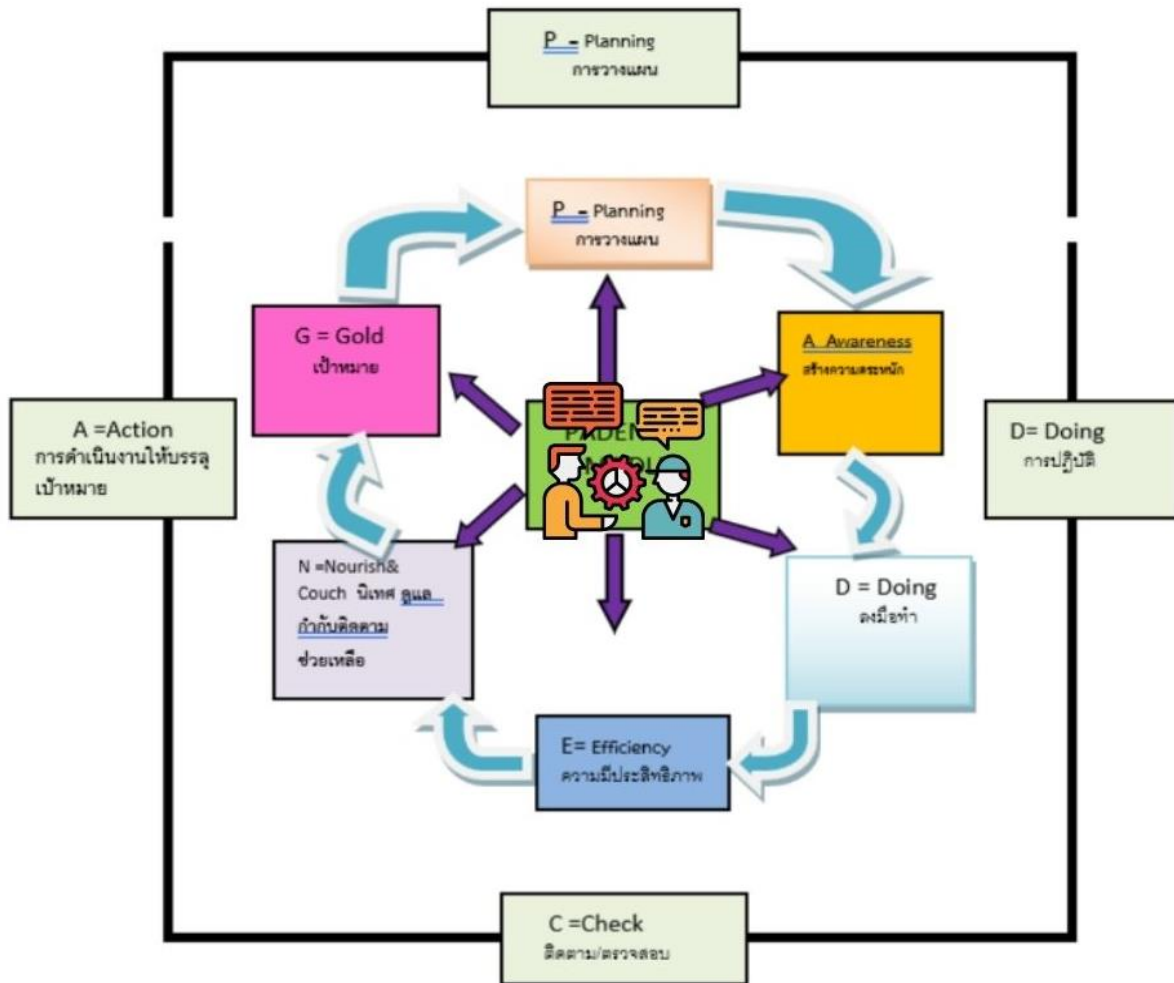 P - Planning
การวางแผน
P - Planning
การวางแผน
G = Gold
เป้าหมาย
A Awareness
สร้างความตระหนัก
A =Action
การดำเนินงานให้บรรลุ
เป้าหมาย
D= Doing
การปฏิบัติ
N =Nourish&
Couch นิเทศ ดูแล
กำกับติดตาม
ช่วยเหลือ
D = Doing
ลงมือทำ
E= Efficiency
ความมีประสิทธิภาพ
C =Check
ติดตาม/ตรวจสอบ